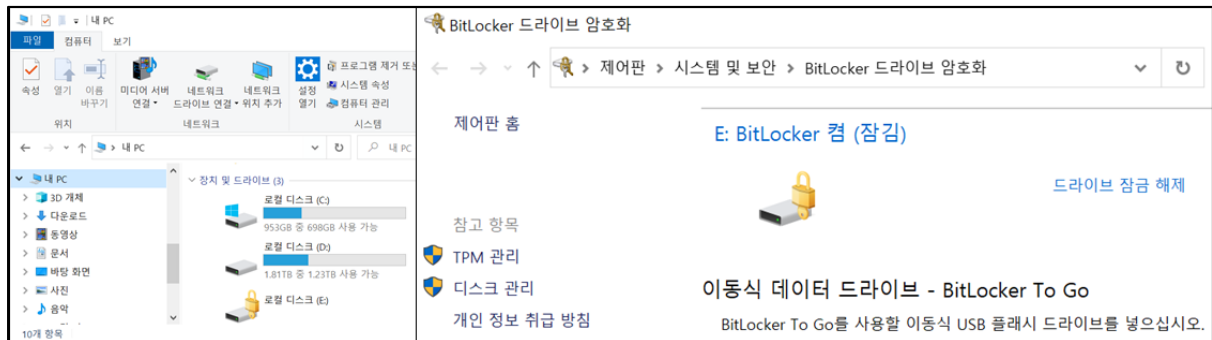 내 PC
파일 컴퓨터 보기
속성 열기 이름 바꾸기 미디어 서버 연결 네트워크 드라이브 연결 네트워크 위치 추가 설정 열기 프로그램 제거 또는
시스템 속성
컴퓨터 관리
위치 네트워크 시스템
내 PC 내 PC
내 PC
3D 개체
다운로드
동영상
문서
바탕 화면
사진
음악
10개 항목
장치 및 드라이브 (3)
로컬 디스크 (C:)
953GB 중 698GB 사용 가능
로컬 디스크 (D:)
1.81TB 중 1.23TB 사용 가능
로컬 디스크 (E:)
BitLocker 드라이브 암호화
제어판 > 시스템 및 보안 > BitLocker 드라이브 암호화
제어판 홈
참고 항목
TPM 관리
디스크 관리
개인 정보 취급 방침
E: BitLocker 켬 (잠김)
드라이브 잠금 해제
이동식 데이터 드라이브 - BitLocker To Go
BitLocker To Go를 사용할 이동식 USB 플래시 드라이브를 넣으십시오.